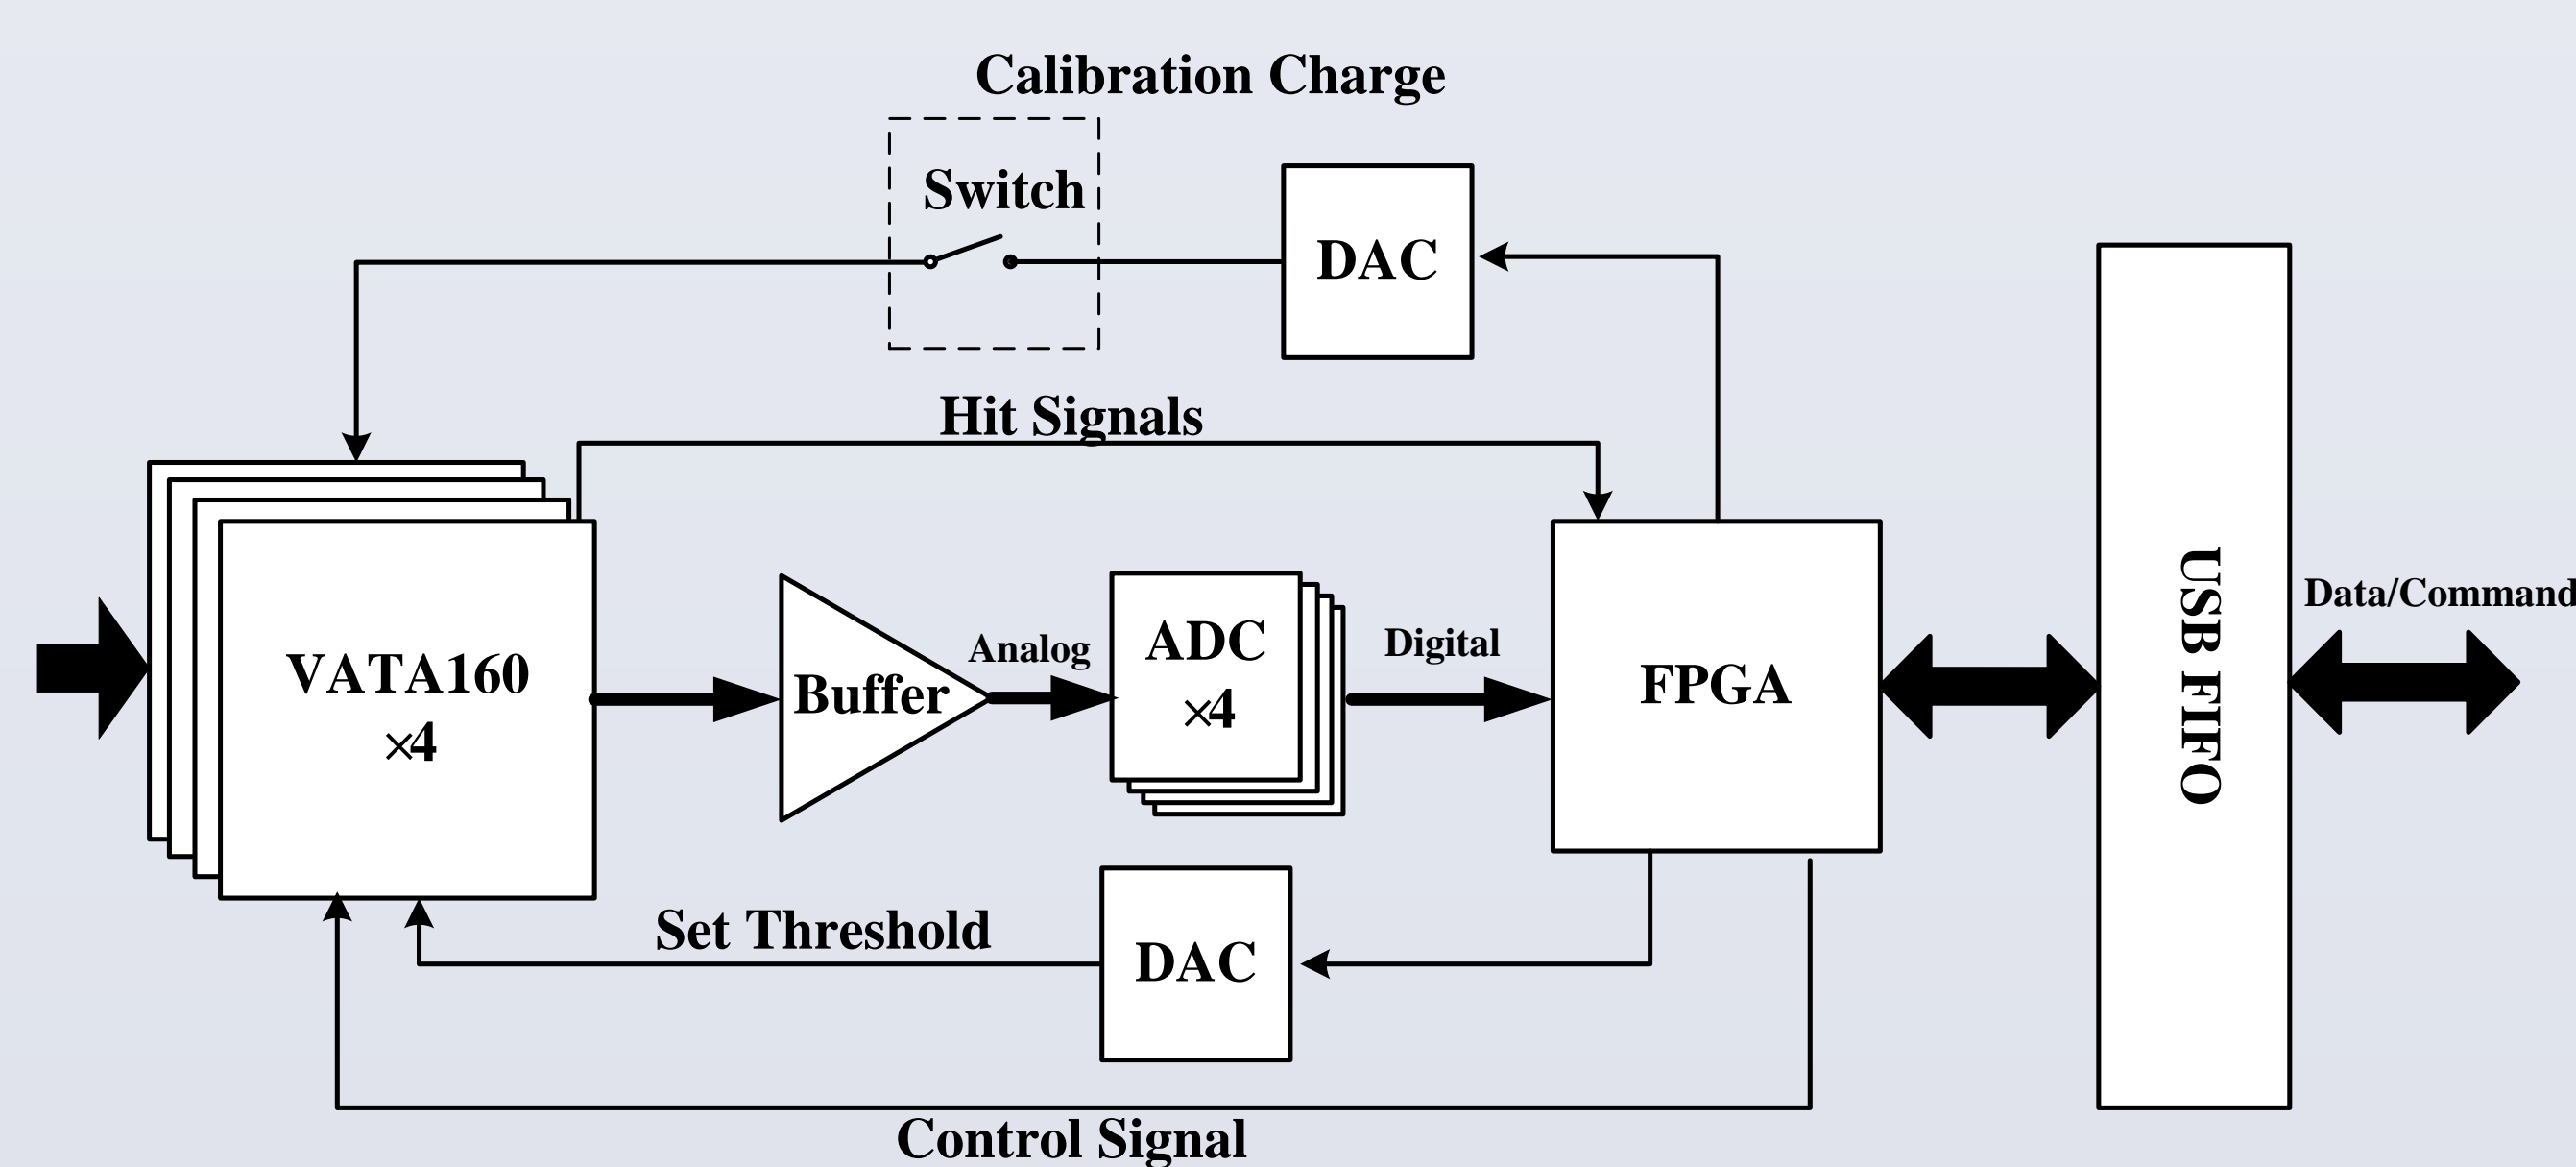 Calibration Charge
Switch
DAC
Hit Signals
VATA160
×4
Buffer
Analog
ADC
×4
Digital
FPGA
USB FIFO
Data/Command
Set Threshold
DAC
Control Signal